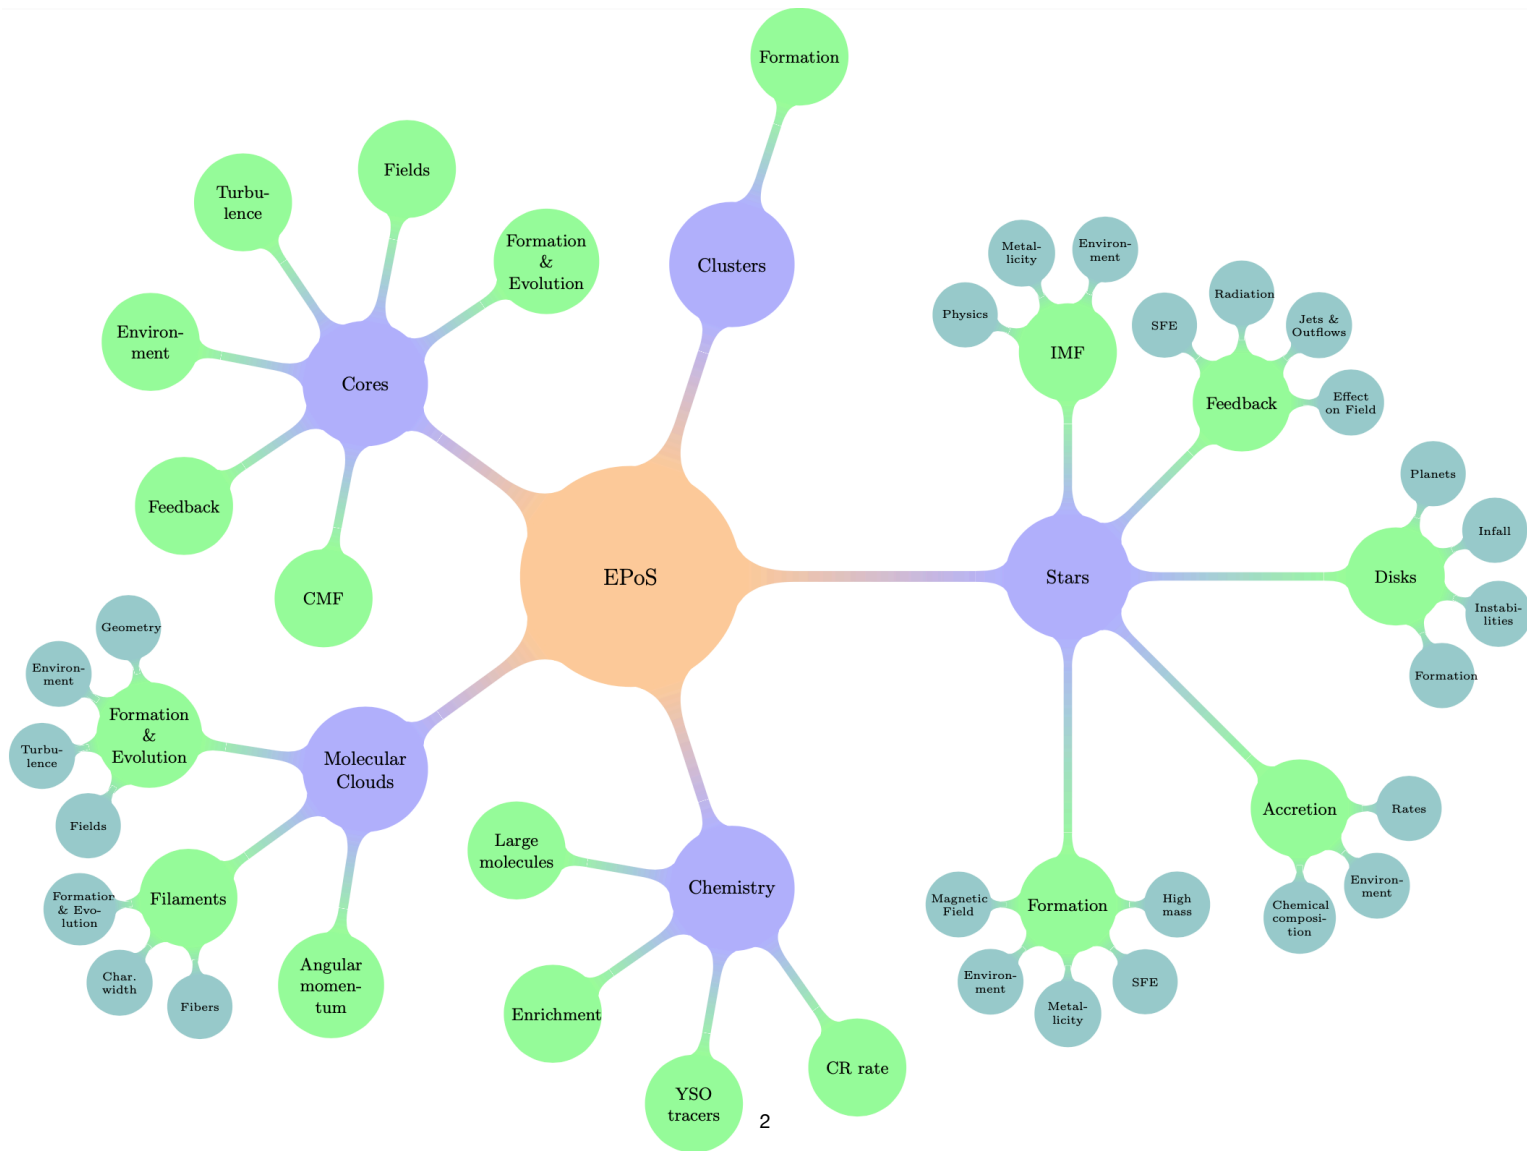 Formation
Fields
Turbu-
lence
Formation
&
Evolution
Clusters
Environ-
ment
Cores
Feedback
CMF
Metal-
licity
Environ-
ment
Physics
IMF
SFE
Radiation
Jets &
Outflows
Feedback
Effect
on Field
Planets
Infall
EPoS
Stars
Disks
Instabi-
lities
Formation
Geometry
Environ-
ment
Formation
&
Evolution
Turbu-
lence
Fields
Molecular
Clouds
Filaments
Formation
& Evo-
lution
Char.
width
Fibers
Angular
momen-
tum
Large
molecules
Chemistry
Enrichment
YSO
tracers
CR rate
Accretion
Rates
Environ-
ment
Chemical
composi-
tion
Magnetic
Field
Formation
High
mass
Environ-
ment
Metal-
licity
SFE
2